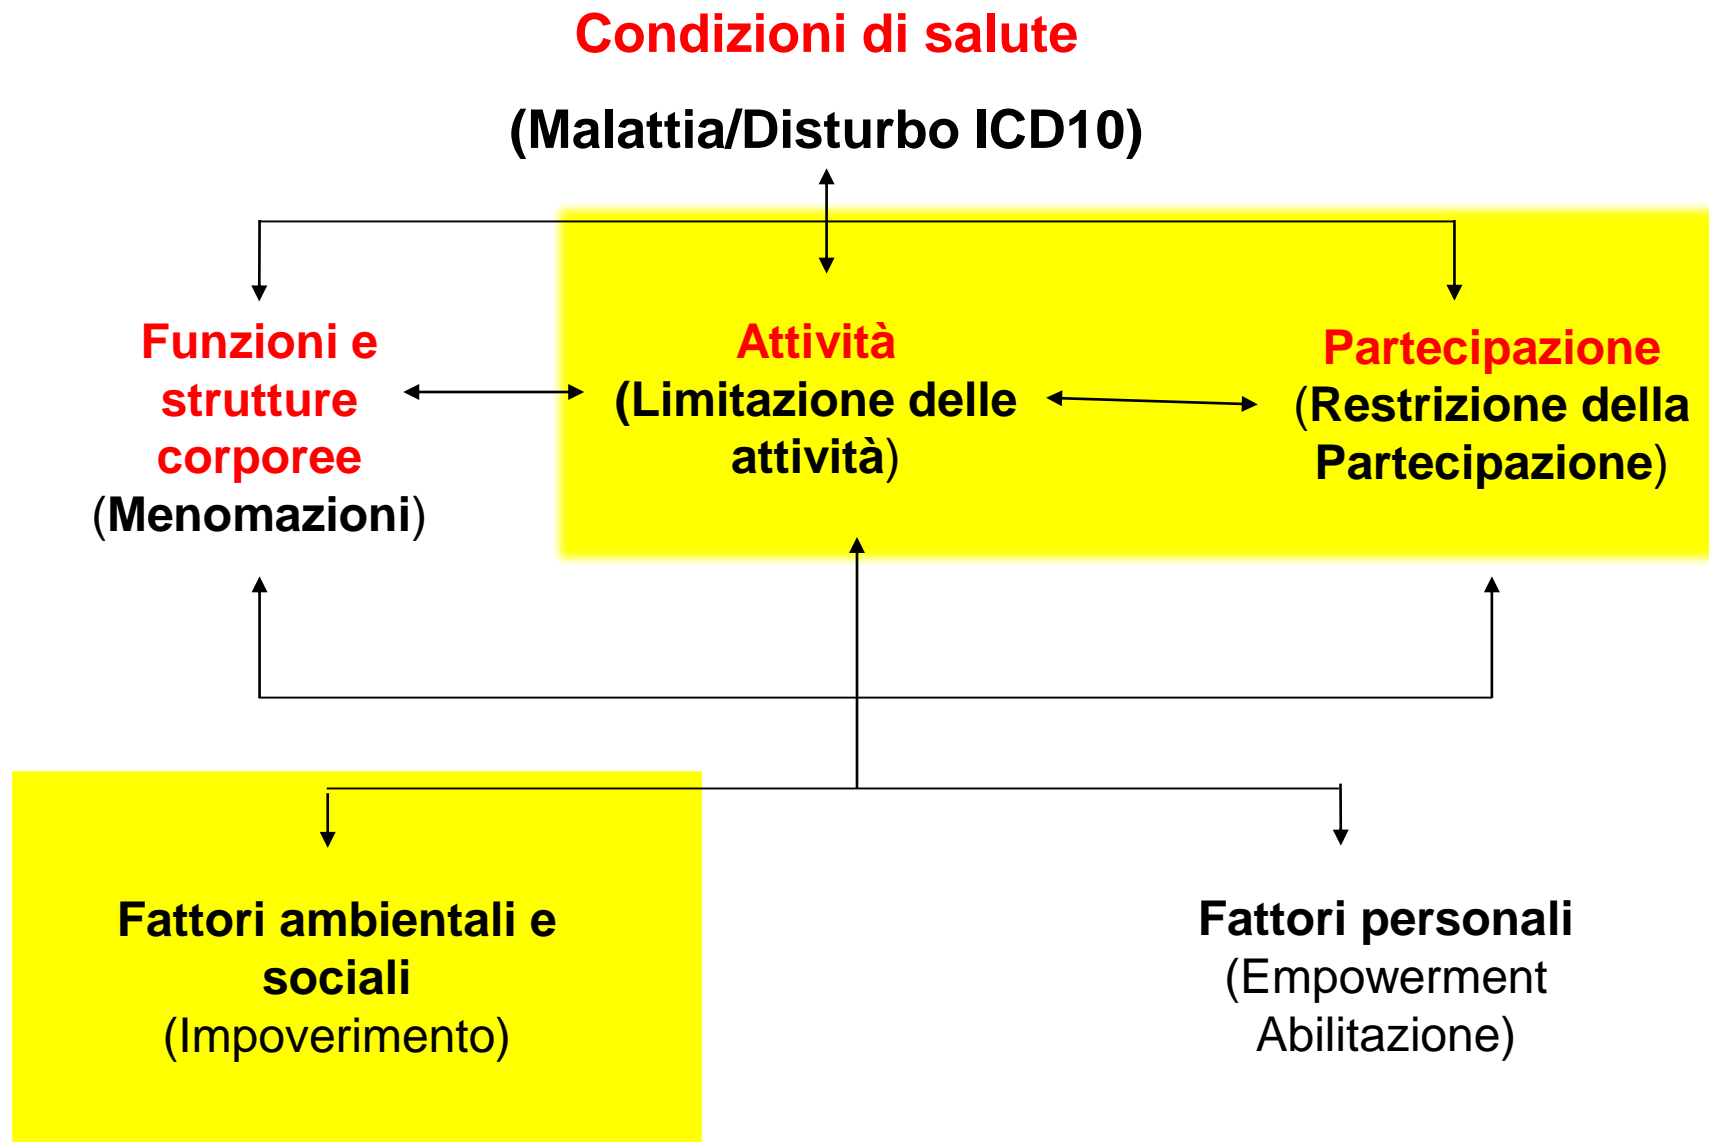 Condizioni di salute
(Malattia/Disturbo ICD10)
Funzioni e
strutture
corporee
(Menomazioni)
Attività
(Limitazione delle
attività)
Partecipazione
(Restrizione della
Partecipazione)
Fattori ambientali e
sociali
(Impoverimento)
Fattori personali
(Empowerment
Abilitazione)